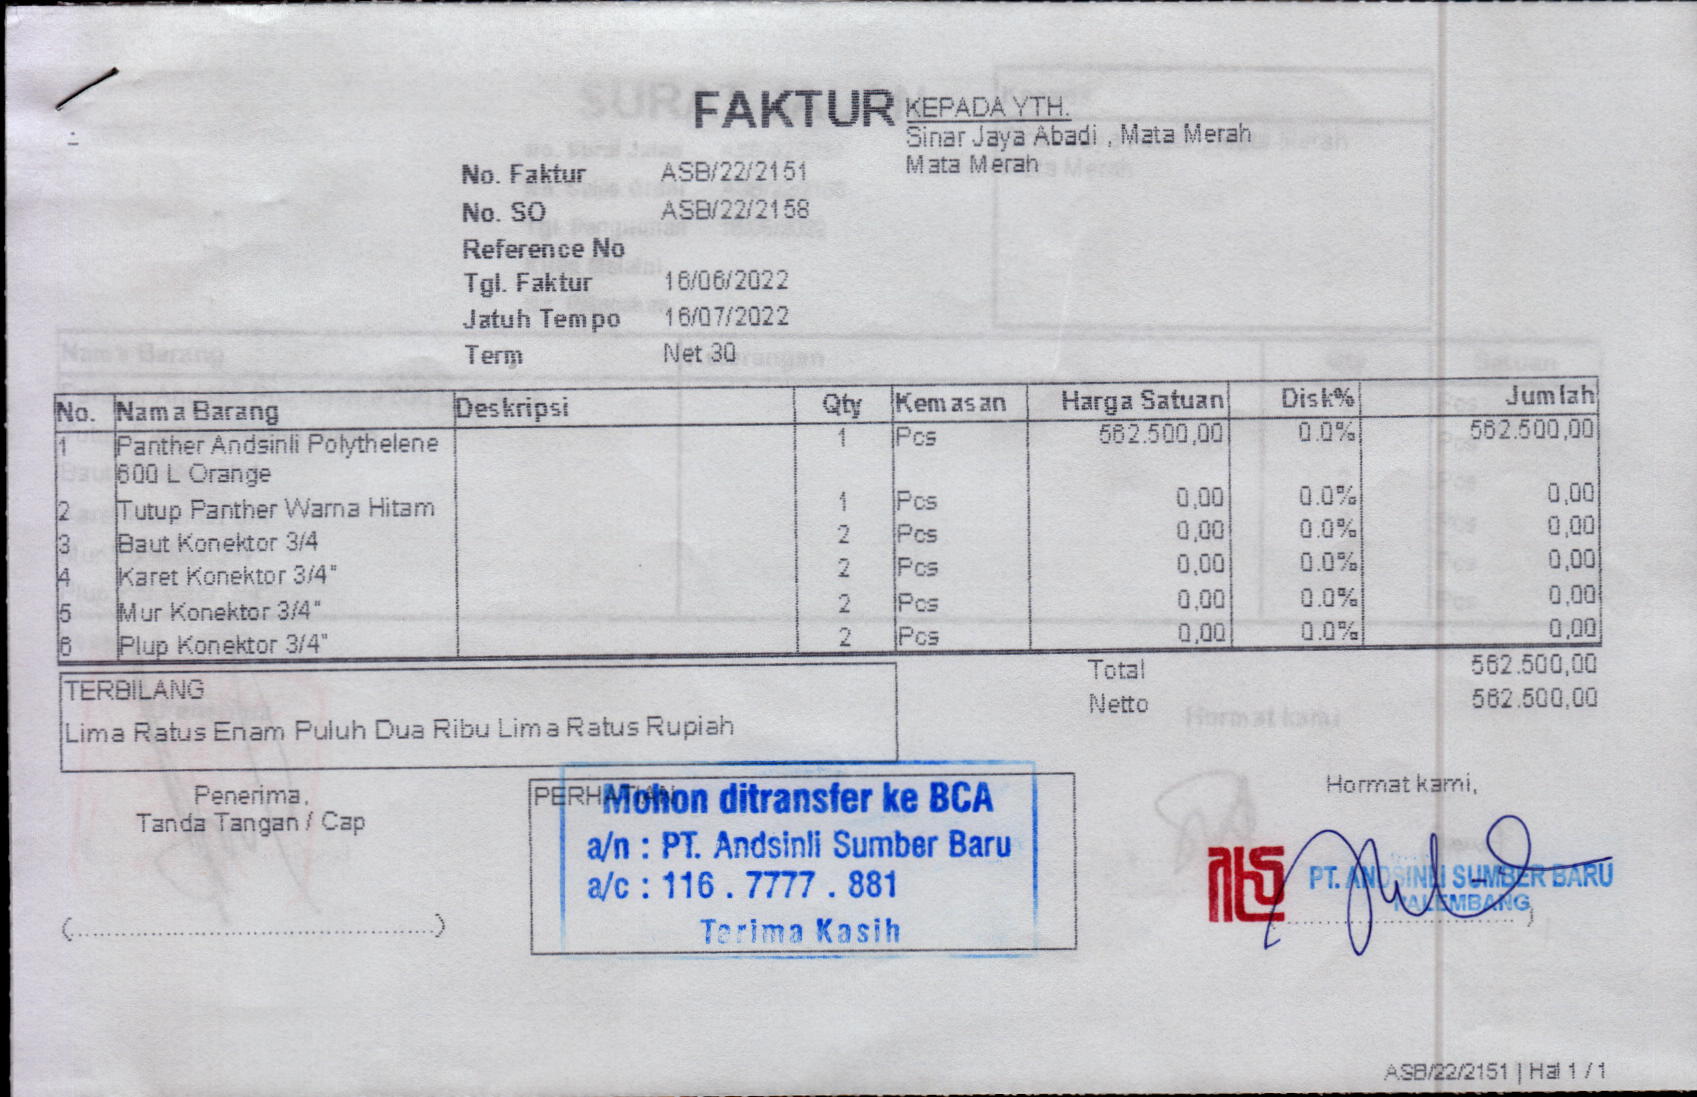 FAKTUR
KEPADA YTH.
Sinar Jaya Abadi , Mata Merah
Mata Merah
No. Faktur ASB/22/2151
No. SO ASB/22/2158
Reference No
Tgl. Faktur 16/06/2022
Jatuh Tempo 16/07/2022
Term Net 30
No. Nama Barang Deskripsi Qty Kemasan Harga Satuan Disk% Jumlah
1 Panther Andsinli Polythelene 1 Pcs 562.500,00 0.0% 562.500,00
600 L Orange
2 Tutup Panther Warna Hitam 1 Pcs 0,00 0.0% 0,00
3 Baut Konektor 3/4 2 Pcs 0,00 0.0% 0,00
4 Karet Konektor 3/4" 2 Pcs 0,00 0.0% 0,00
5 Mur Konektor 3/4" 2 Pcs 0,00 0.0% 0,00
6 Plup Konektor 3/4" 2 Pcs 0,00 0.0% 0,00
Total 562.500,00
Netto 562.500,00
TERBILANG
Lima Ratus Enam Puluh Dua Ribu Lima Ratus Rupiah
Penerima,
Tanda Tangan / Cap
(...........................................)
PERHATIAN
Mohon ditransfer ke BCA
a/n : PT. Andsinli Sumber Baru
a/c : 116 . 7777 . 881
Terima Kasih
Hormat kami,
PT. ANDSINLI SUMBER BARU
PALEMBANG
ASB/22/2151 | Hal 1 / 1